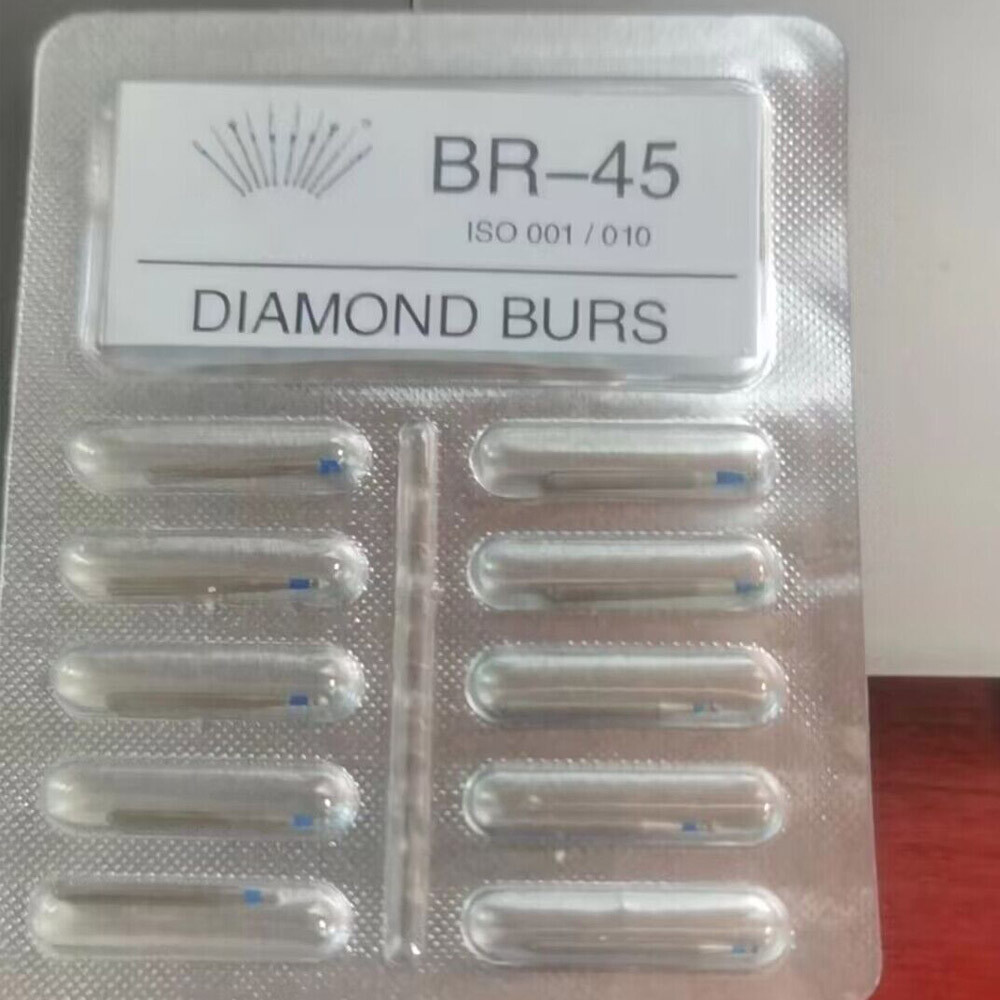 BR–45
ISO 001 / 010
DIAMOND BURS